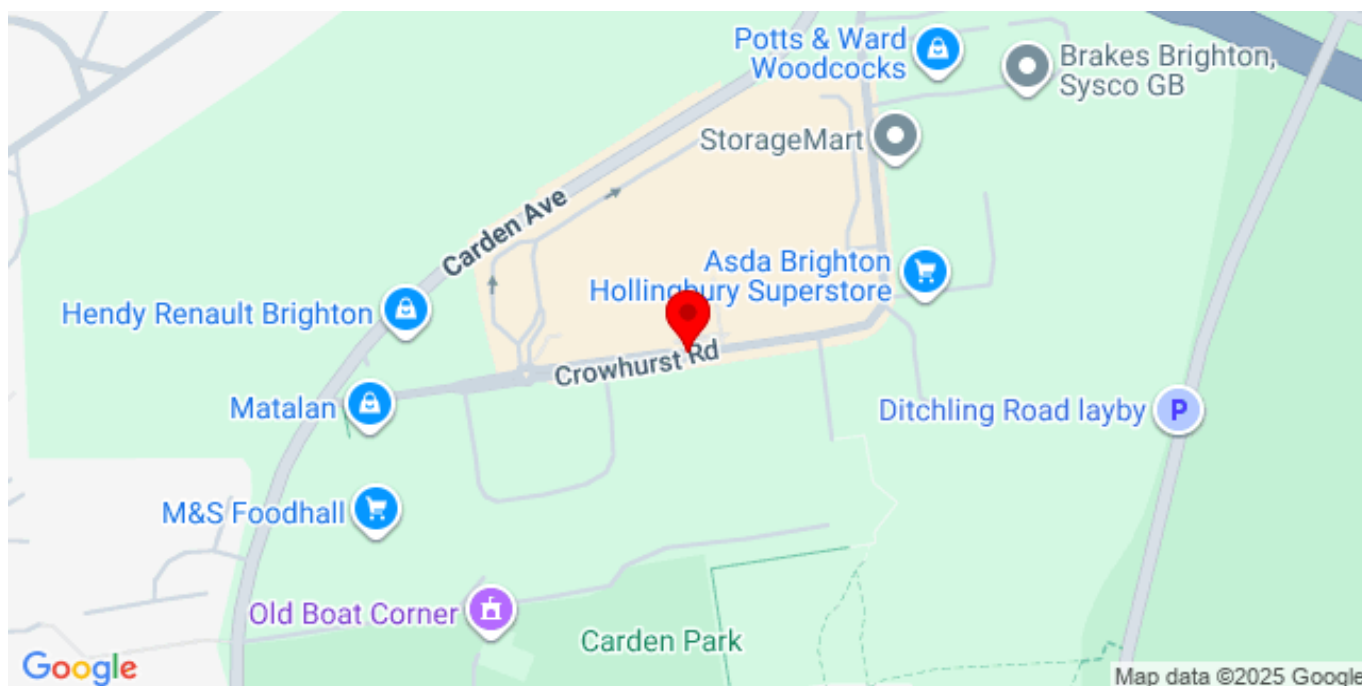 Potts & Ward
Woodcocks
Brakes Brighton,
Sysco GB
StorageMart
Carden Ave
Asda Brighton
Hollingbury Superstore
Hendy Renault Brighton
Crowhurst Rd
Matalan
Ditchling Road layby
P
M&S Foodhall
Old Boat Corner
Carden Park
Google
Map data ©2025 Google